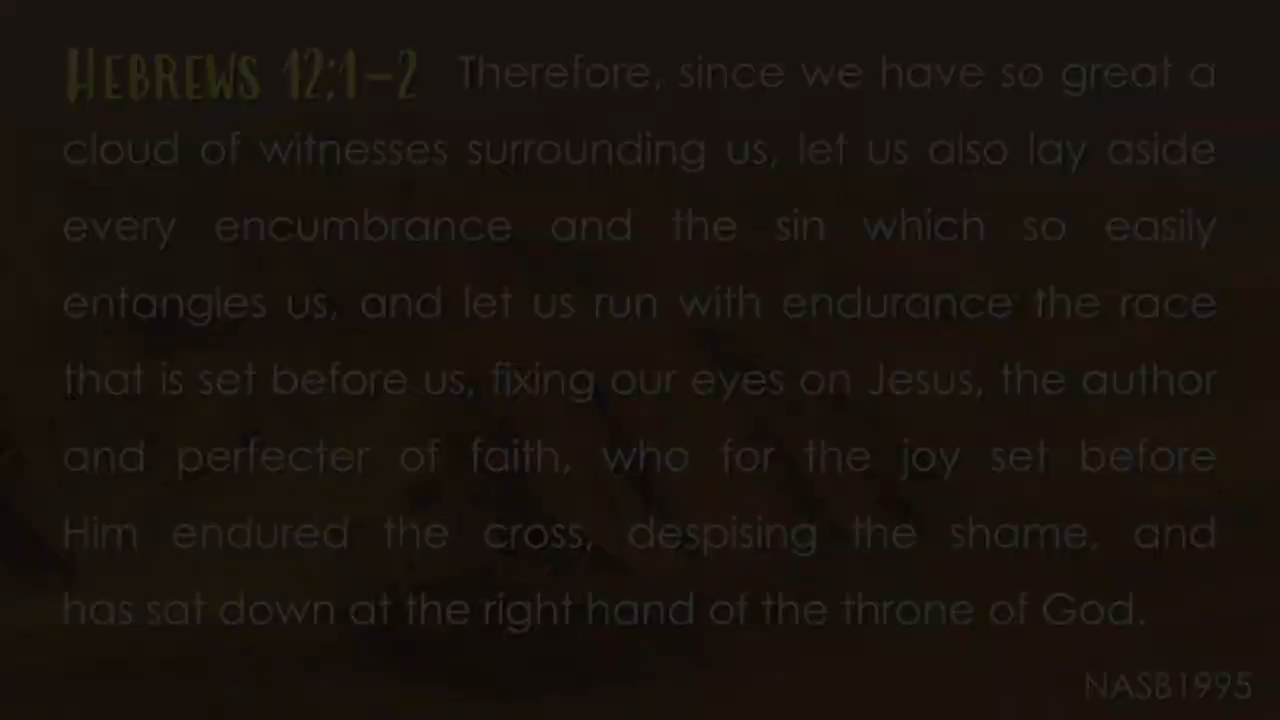 HEBREWS 12:1–2 Therefore, since we have so great a
cloud of witnesses surrounding us, let us also lay aside
every encumbrance and the sin which so easily
entangles us, and let us run with endurance the race
that is set before us, fixing our eyes on Jesus, the author
and perfecter of faith, who for the joy set before
Him endured the cross, despising the shame, and
has sat down at the right hand of the throne of God.
NASB1995